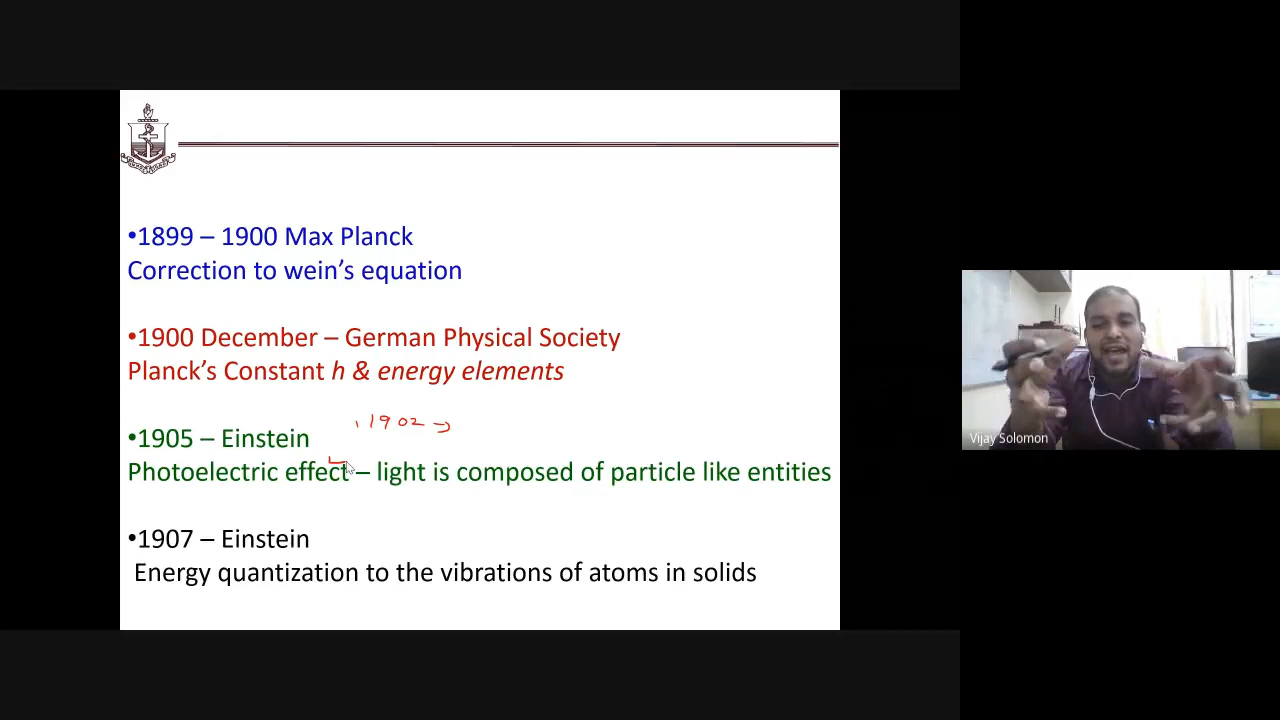 •1899 – 1900 Max Planck
Correction to wein's equation
•1900 December – German Physical Society
Planck's Constant h & energy elements
1902
•1905 – Einstein
Photoelectric effect – light is composed of particle like entities
•1907 – Einstein
Energy quantization to the vibrations of atoms in solids
Vijay Solomon